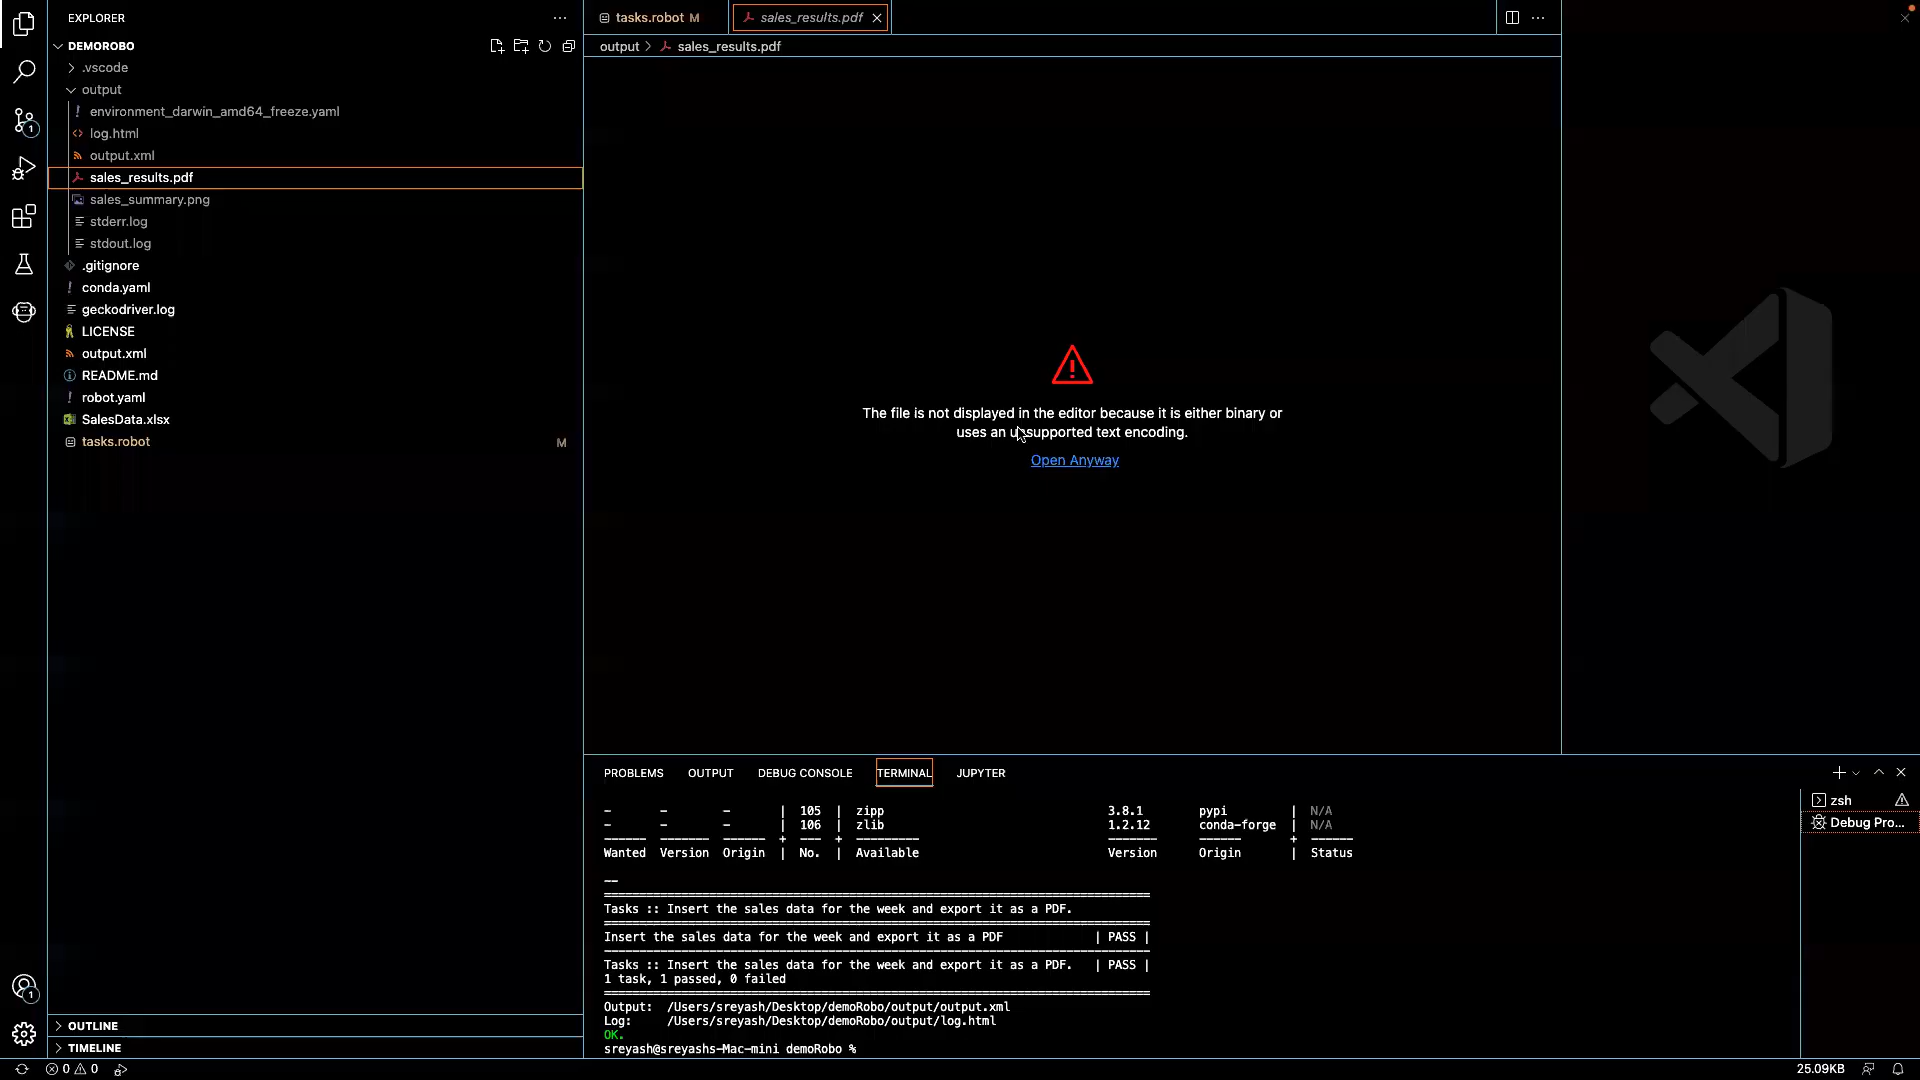 EXPLORER
DEMOROBO
.vscode
output
environment_darwin_amd64_freeze.yaml
log.html
output.xml
sales_results.pdf
sales_summary.png
stderr.log
stdout.log
.gitignore
conda.yaml
geckodriver.log
LICENSE
output.xml
README.md
robot.yaml
SalesData.xlsx
tasks.robot M
OUTLINE
TIMELINE
1
1
tasks.robot M
sales_results.pdf
output > sales_results.pdf
The file is not displayed in the editor because it is either binary or
uses an unsupported text encoding.
Open Anyway
PROBLEMS OUTPUT DEBUG CONSOLE TERMINAL JUPYTER
- - - | 105 | zipp 3.8.1 pypi | N/A
- - - | 106 | zlib 1.2.12 conda-forge | N/A
------ ------- ------ + --- + --------- ------- ------ + ------
Wanted Version Origin | No. | Available Version Origin | Status
--
==============================================================================
Tasks :: Insert the sales data for the week and export it as a PDF.
==============================================================================
Insert the sales data for the week and export it as a PDF | PASS |
------------------------------------------------------------------------------
Tasks :: Insert the sales data for the week and export it as a PDF. | PASS |
1 task, 1 passed, 0 failed
==============================================================================
Output: /Users/sreyash/Desktop/demoRobo/output/output.xml
Log: /Users/sreyash/Desktop/demoRobo/output/log.html
OK.
sreyash@sreyashs-Mac-mini demoRobo %
zsh
Debug Pro...
0 0
25.09KB